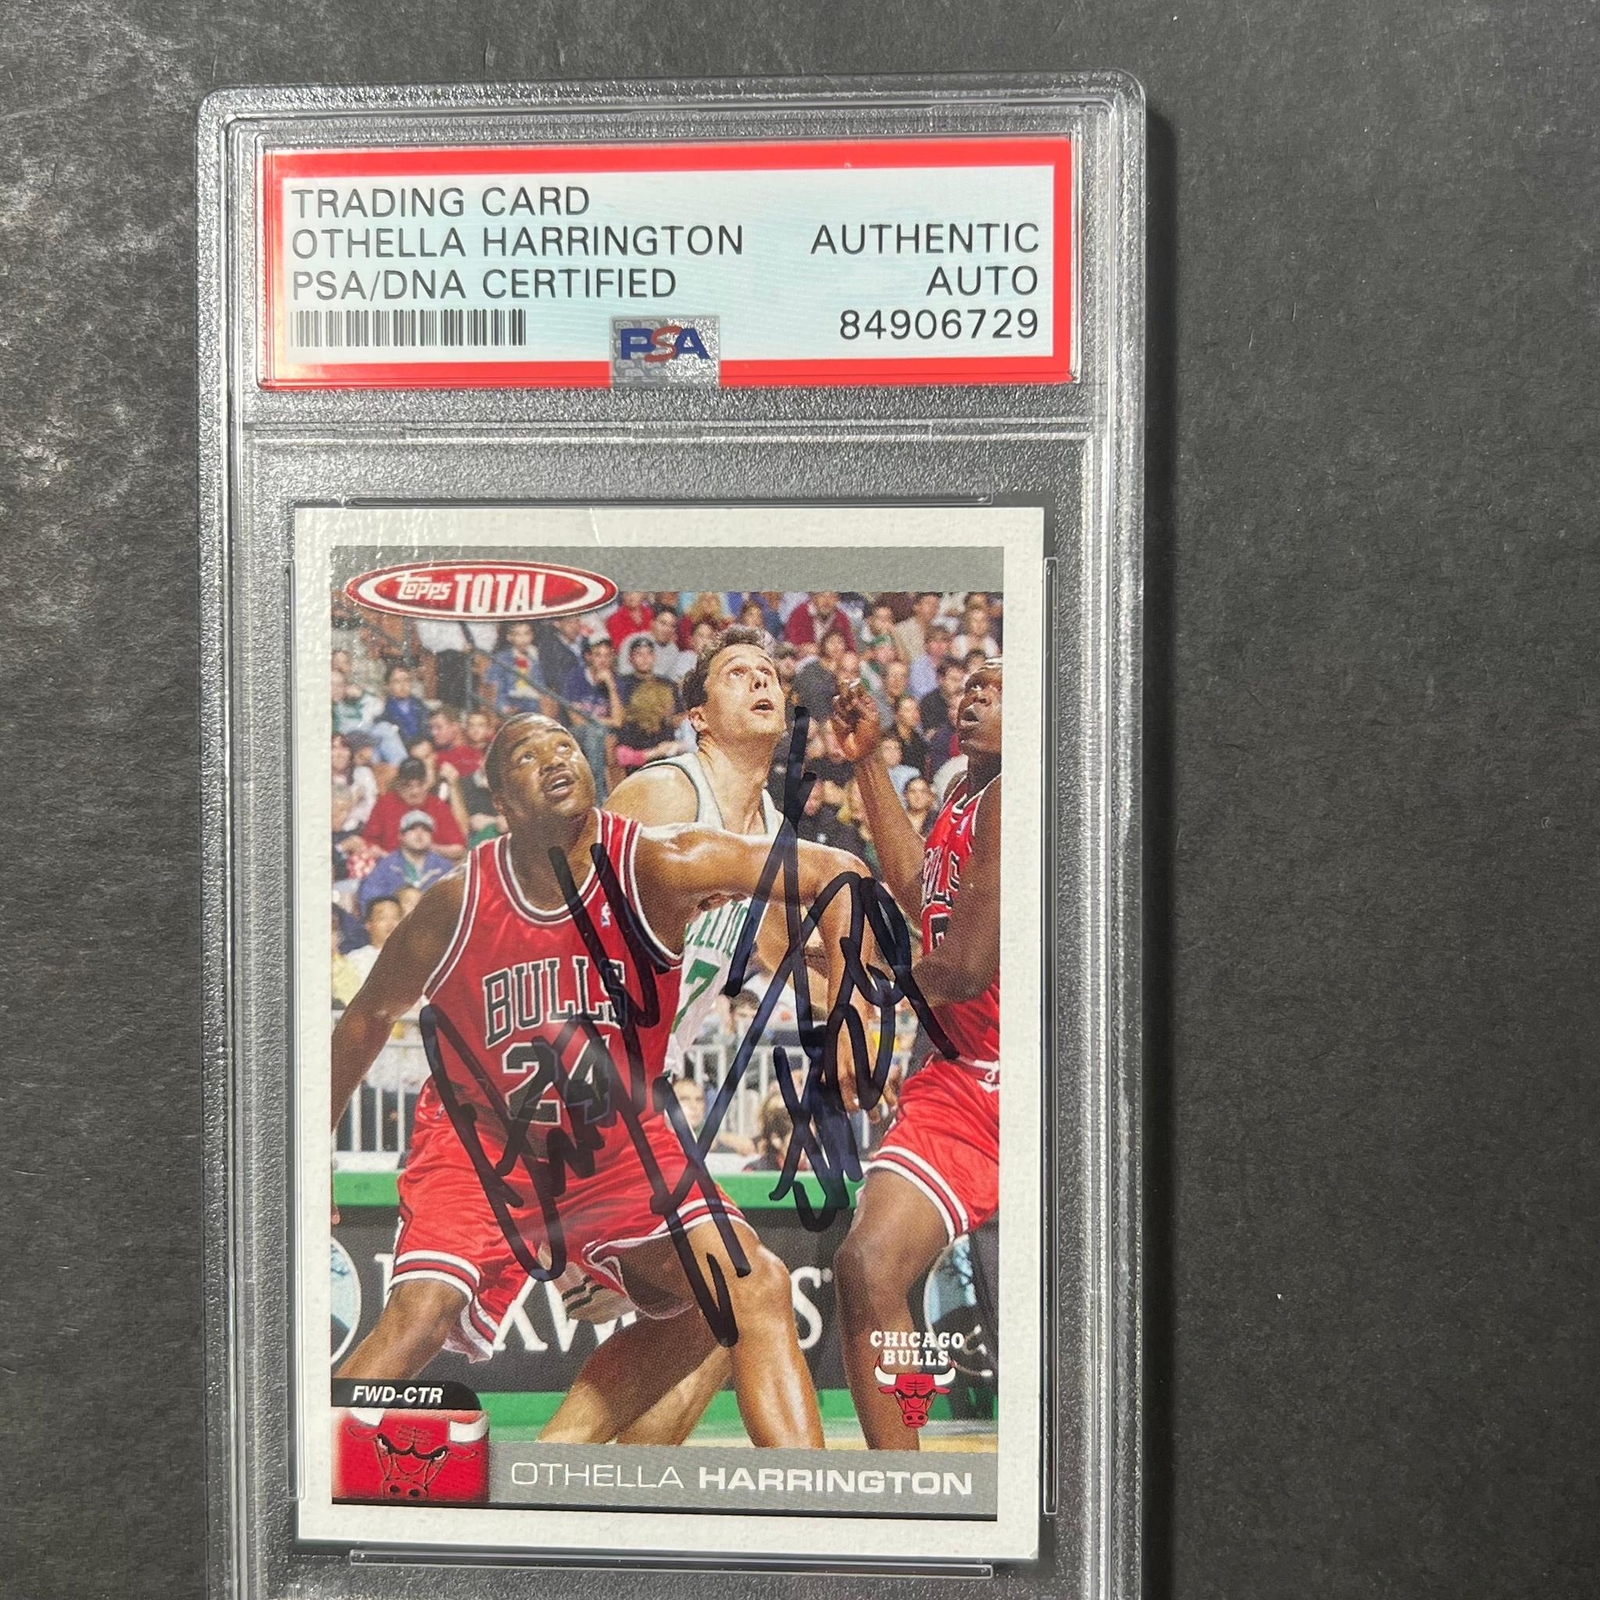 TRADING CARD
OTHELLA HARRINGTON
PSA/DNA CERTIFIED
AUTHENTIC
AUTO
84906729
PSA
Topps TOTAL
BULLS
24
7
CHICAGO
BULLS
FWD-CTR
OTHELLA HARRINGTON